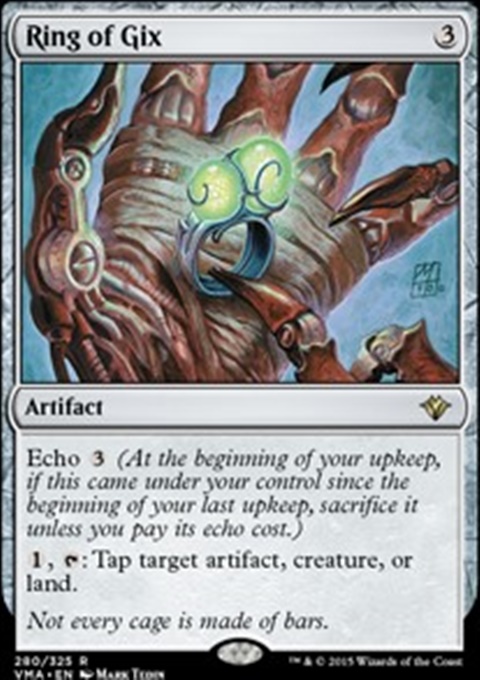 Ring of Gix 3
Artifact
Echo 3 (At the beginning of your upkeep,
if this came under your control since the
beginning of your last upkeep, sacrifice it
unless you pay its echo cost.)
1, : Tap target artifact, creature, or
land.
Not every cage is made of bars.
280/325 R
VMA • EN Mark Tedin
™ & © 2015 Wizards of the Coast